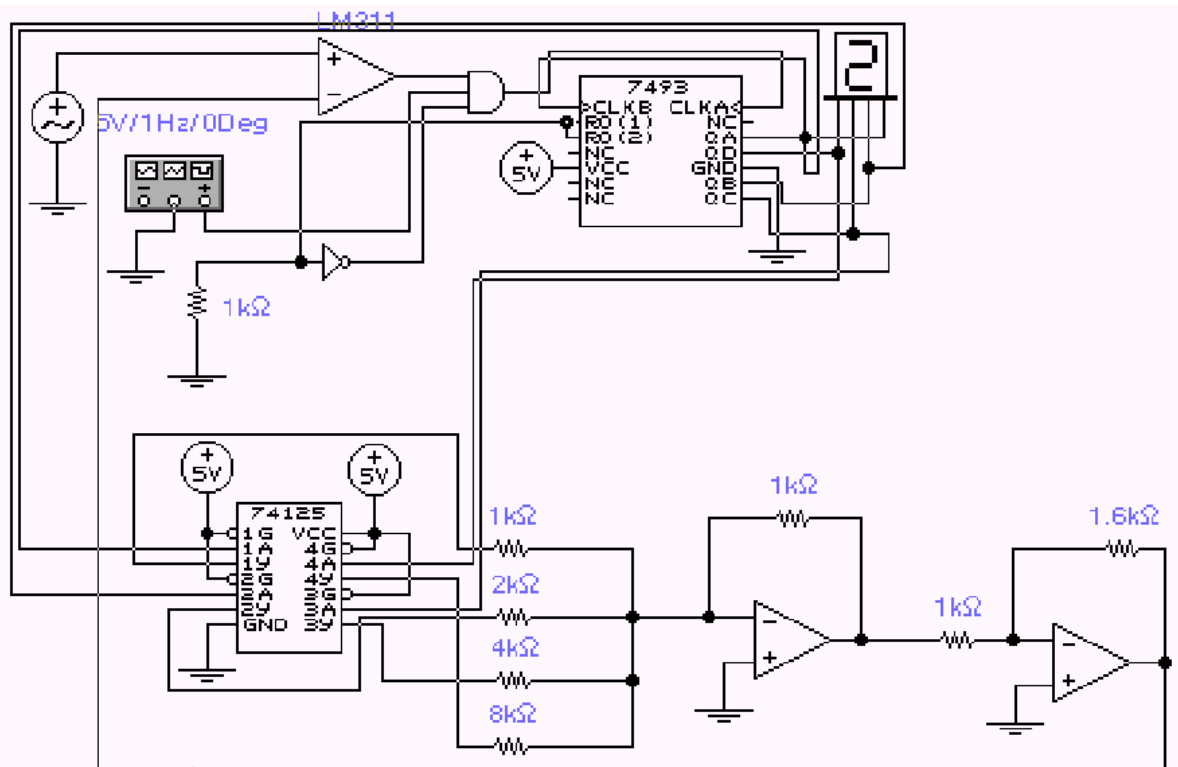 LM311
2
7493
>CLKB CLKA<
R0(1) NC
R0(2) QA
NC QD
VCC GND
NC QB
NC QC
+
-
+
5V/1Hz/0Deg
+
5V
- +
1kΩ
+
5V
+
5V
74125
1G VCC
1A 4G
1Y 4A
2G 4Y
2A 3G
2Y 3A
GND 3Y
1kΩ
2kΩ
4kΩ
8kΩ
1kΩ
-
+
1kΩ
1.6kΩ
-
+